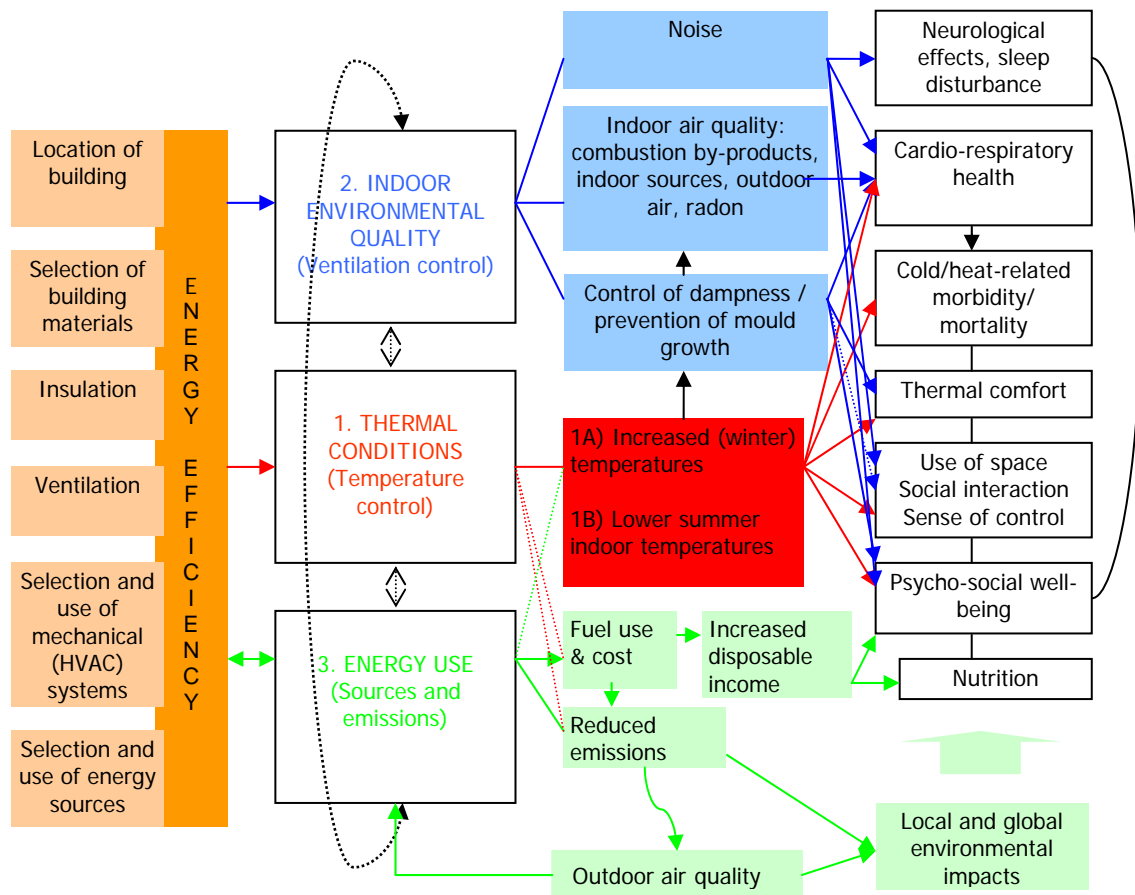 Location of
building
Selection of
building
materials
Insulation
Ventilation
Selection and
use of
mechanical
(HVAC)
systems
Selection and
use of energy
sources
E
N
E
R
G
Y
E
F
F
I
C
I
E
N
C
Y
2. INDOOR
ENVIRONMENTAL
QUALITY
(Ventilation control)
1. THERMAL
CONDITIONS
(Temperature
control)
3. ENERGY USE
(Sources and
emissions)
Noise
Indoor air quality:
combustion by-products,
indoor sources, outdoor
air, radon
Control of dampness /
prevention of mould
growth
1A) Increased (winter)
temperatures
1B) Lower summer
indoor temperatures
Fuel use
& cost
Increased
disposable
income
Reduced
emissions
Outdoor air quality
Neurological
effects, sleep
disturbance
Cardio-respiratory
health
Cold/heat-related
morbidity/
mortality
Thermal comfort
Use of space
Social interaction
Sense of control
Psycho-social well-
being
Nutrition
Local and global
environmental
impacts